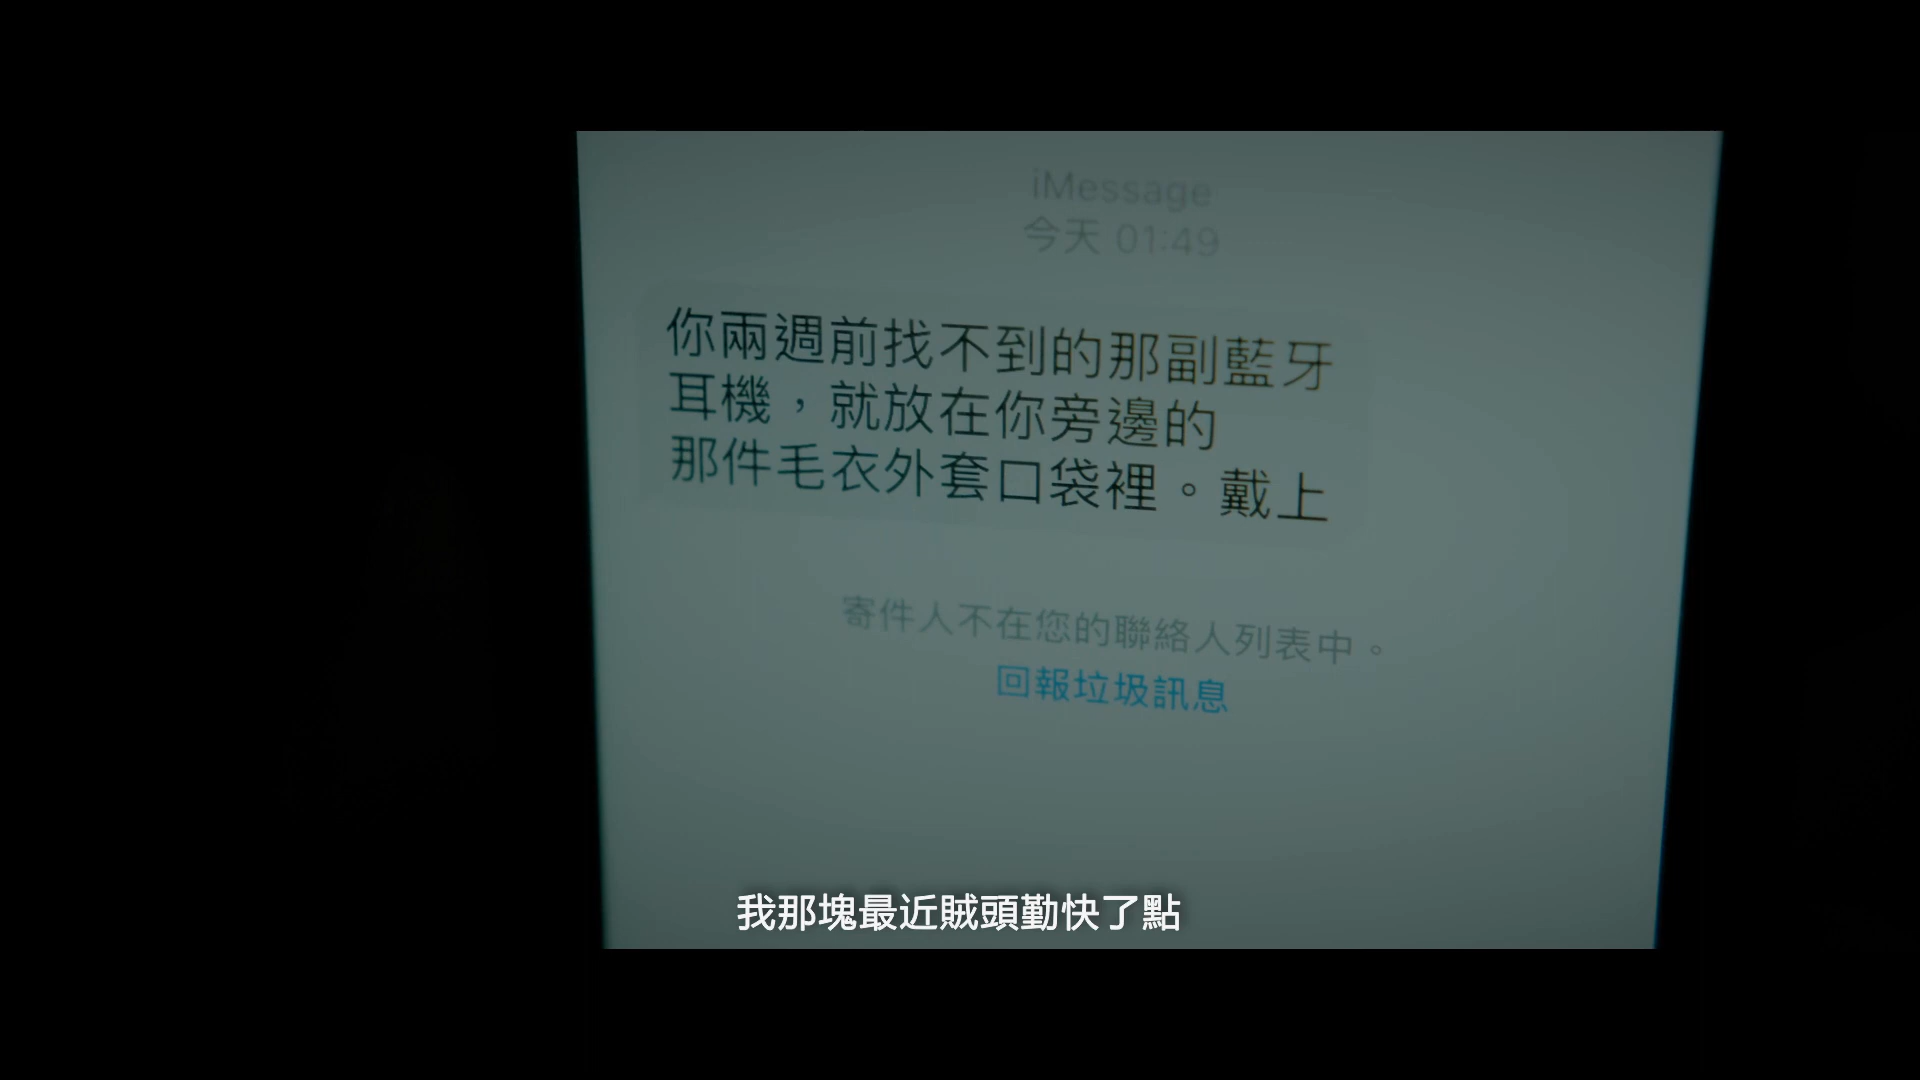 iMessage
今天 01:49
你兩週前找不到的那副藍牙
耳機，就放在你旁邊的
那件毛衣外套口袋裡。戴上
寄件人不在您的聯絡人列表中。
回報垃圾訊息
我那塊最近賊頭勤快了點